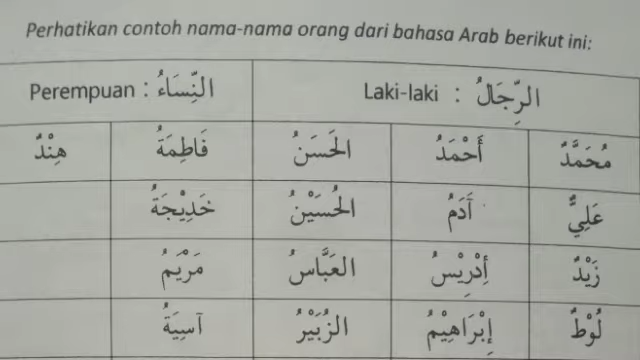 Perhatikan contoh nama-nama orang dari bahasa Arab berikut ini:
Laki-laki : الرِّجَالُ Perempuan : النِّسَاءُ
مُحَمَّدٌ أَحْمَدُ الحَسَنُ فَاطِمَةُ هِنْدٌ
عَلِيٌّ آدَمُ الحُسَيْنُ خَدِيْجَةُ
زَيْدٌ أِدْرِيْسُ العَبَّاسُ مَرْيَمُ
لُوْطٌ إِبْرَاهِيْمُ الزُبَيْرُ آسِيَةُ